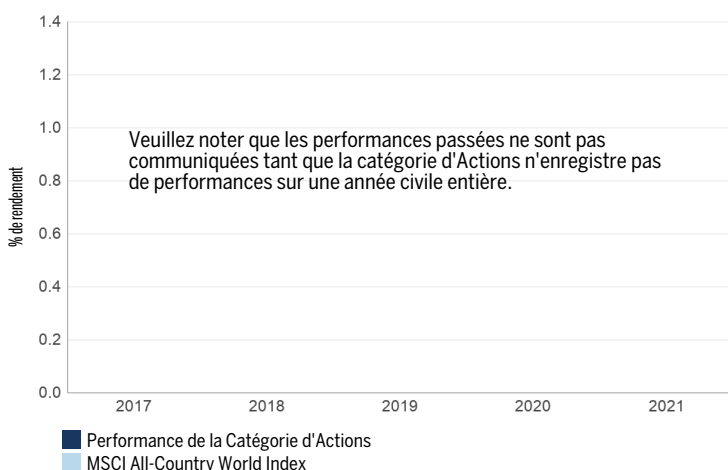 1.4
1.2
1.0
Veuillez noter que les performances passées ne sont pas
communiquées tant que la catégorie d'Actions n'enregistre pas
de performances sur une année civile entière.
0.8
% de rendement
0.6
0.4
0.2
0.0
2017 2018 2019 2020 2021
Performance de la Catégorie d'Actions
MSCI All-Country World Index